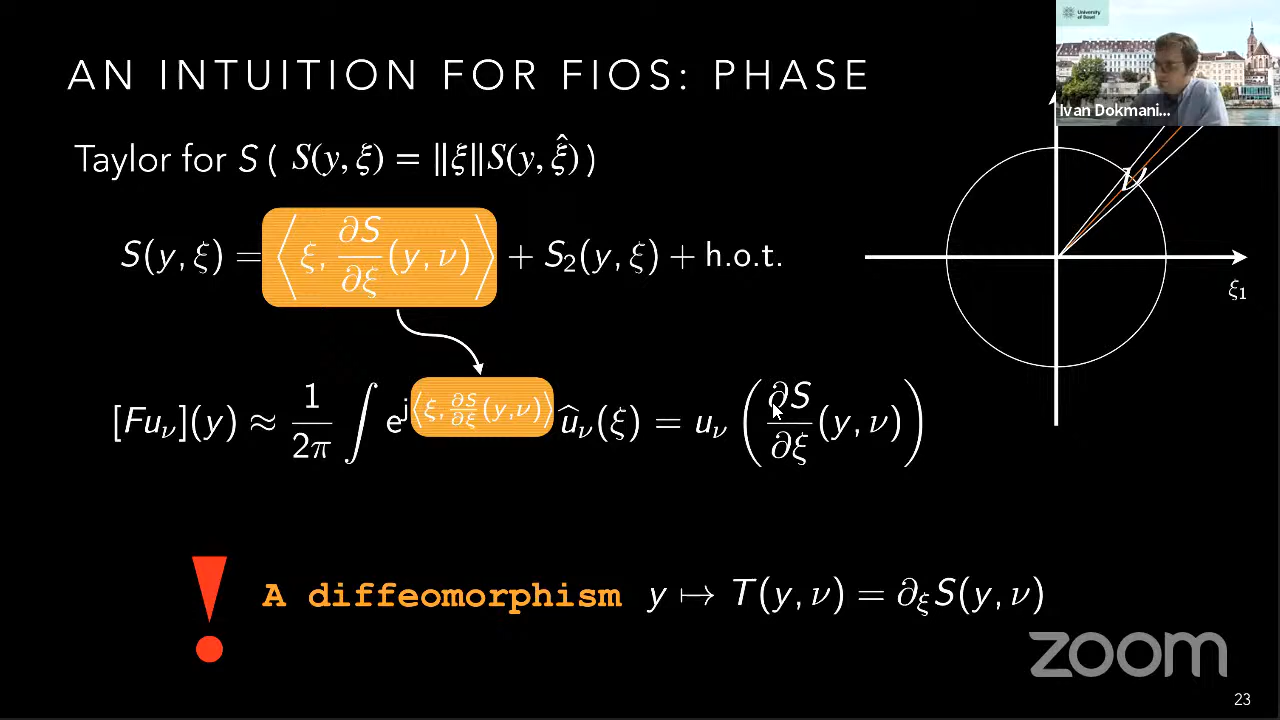 University of Basel
Ivan Dokmani...
AN INTUITION FOR FIOS: PHASE
Taylor for S ( S(y, ξ) = ‖ξ‖S(y, ξ̂) )
ν
S(y, ξ) = ⟨ξ, ∂S/∂ξ (y, ν)⟩ + S₂(y, ξ) + h.o.t.
ξ₁
[Fu_ν](y) ≈ 1/2π ∫ e^{j⟨ξ, ∂S/∂ξ (y,ν)⟩} û_ν(ξ) = u_ν (∂S/∂ξ (y, ν))
! A diffeomorphism y ↦ T(y, ν) = ∂_ξ S(y, ν)
zoom
23